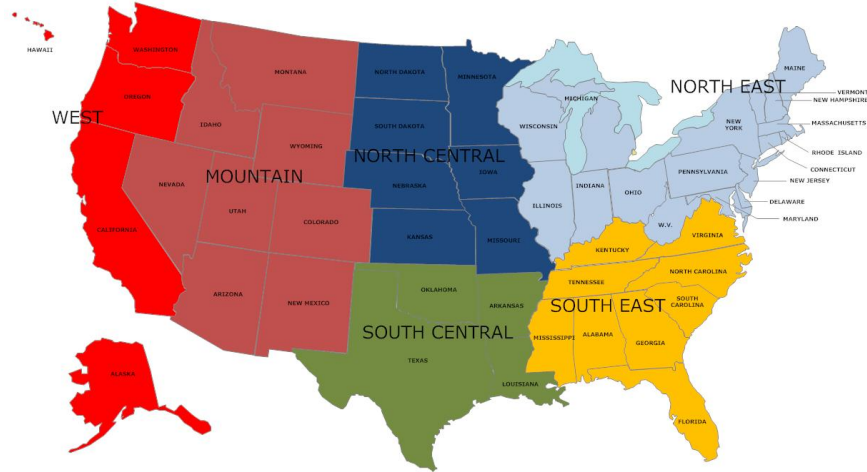 HAWAII
WASHINGTON
OREGON
WEST
CALIFORNIA
ALASKA
MONTANA
IDAHO
WYOMING
MOUNTAIN
NEVADA
UTAH
COLORADO
ARIZONA
NEW MEXICO
NORTH DAKOTA
MINNESOTA
SOUTH DAKOTA
NORTH CENTRAL
NEBRASKA
IOWA
KANSAS
MISSOURI
OKLAHOMA
ARKANSAS
SOUTH CENTRAL
TEXAS
LOUISIANA
MAINE
NORTH EAST
VERMONT
NEW HAMPSHIRE
MICHIGAN
WISCONSIN
NEW
YORK
MASSACHUSETTS
RHODE ISLAND
CONNECTICUT
PENNSYLVANIA
NEW JERSEY
ILLINOIS
INDIANA
OHIO
DELAWARE
MARYLAND
W.V.
VIRGINIA
KENTUCKY
NORTH CAROLINA
TENNESSEE
SOUTH EAST
SOUTH
CAROLINA
MISSISSIPPI
ALABAMA
GEORGIA
FLORIDA